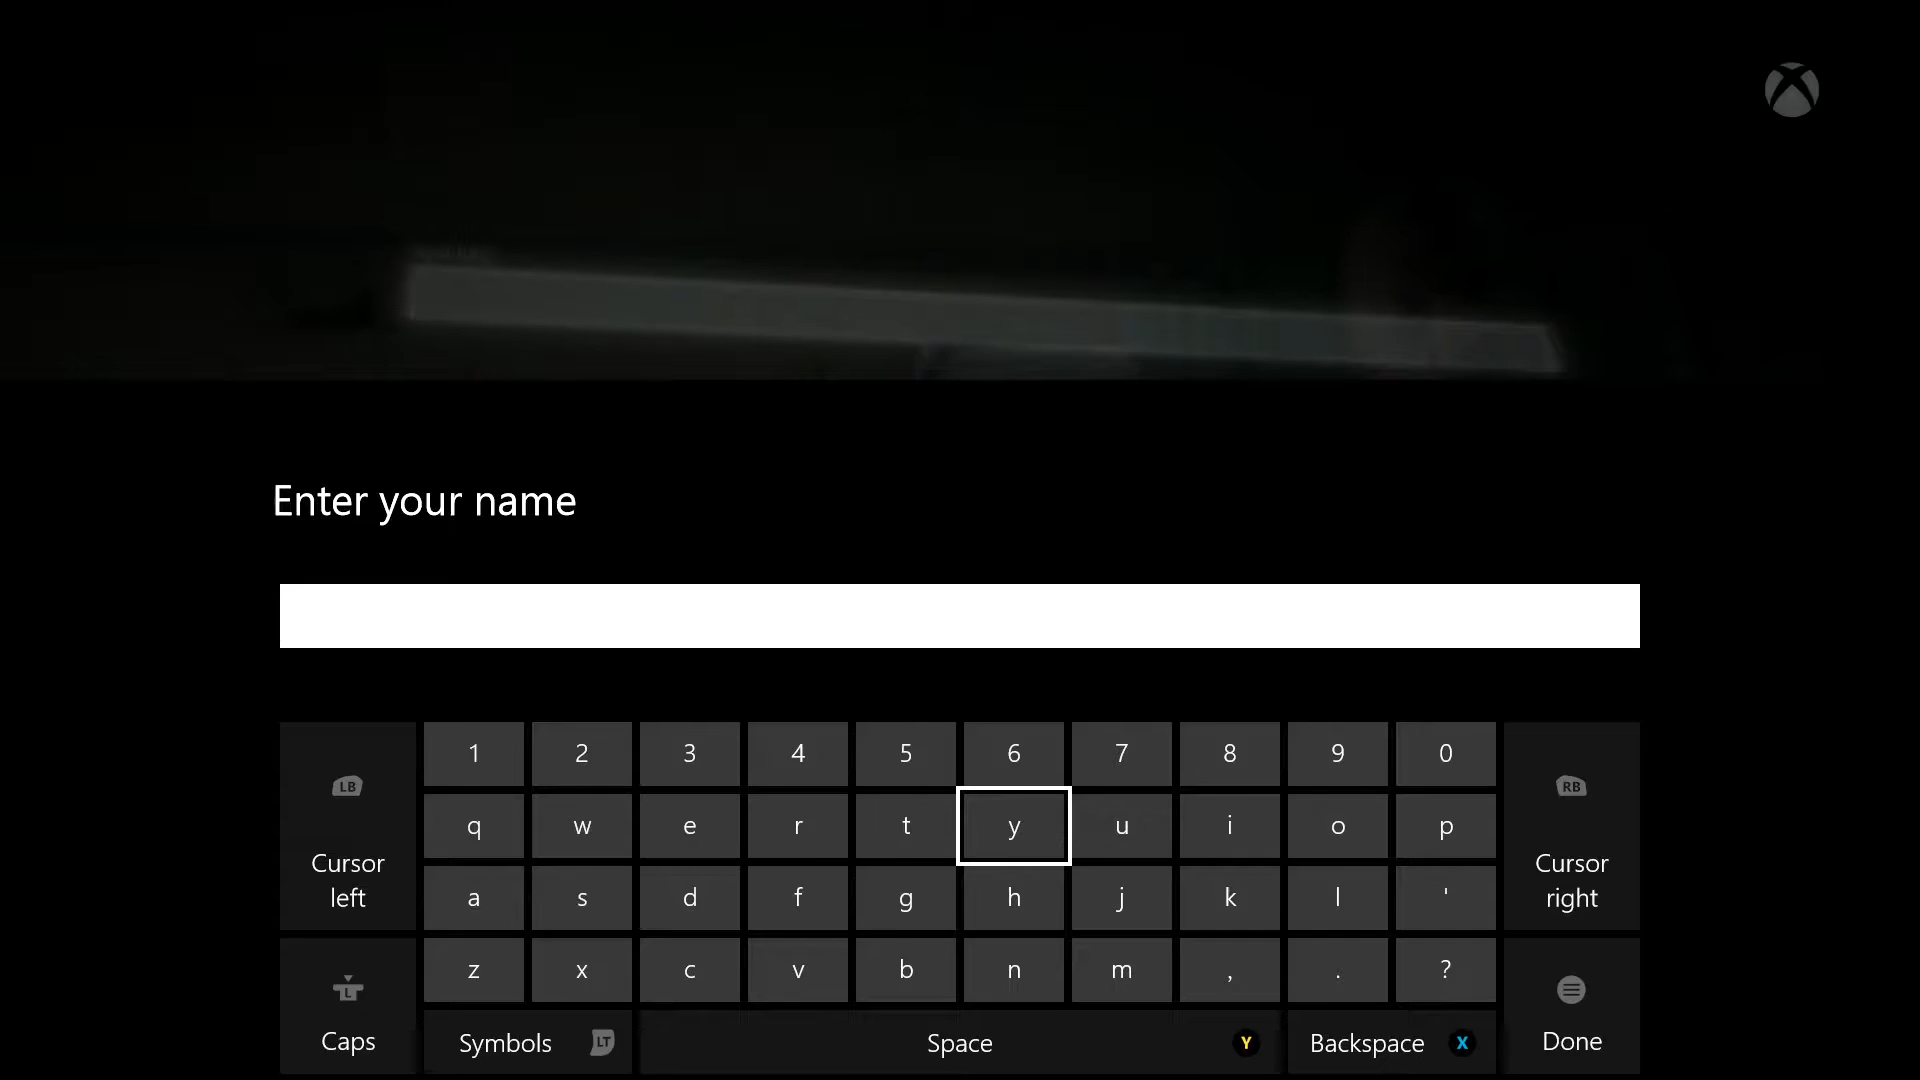 Enter your name
1 2 3 4 5 6 7 8 9 0
LB RB
q w e r t y u i o p
Cursor left
Cursor right
a s d f g h j k l '
z x c v b n m , . ?
L
Caps Symbols LT Space Y Backspace X Done